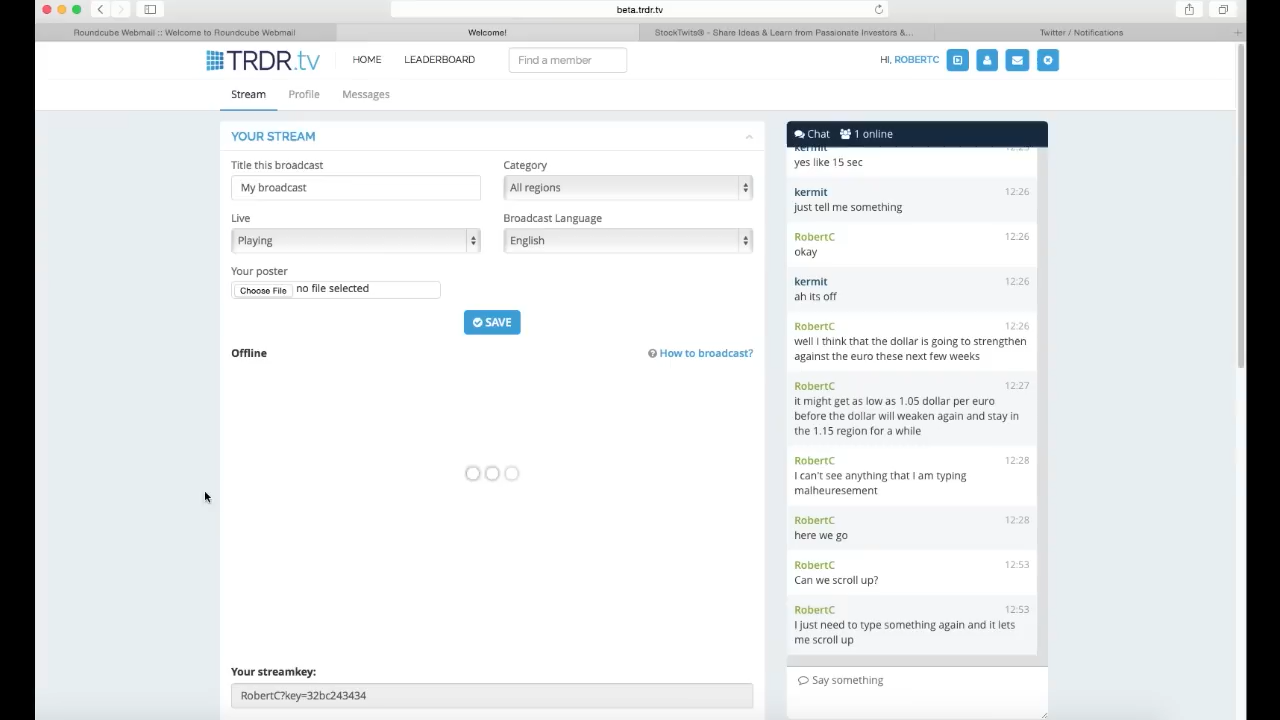 beta.trdr.tv
Roundcube Webmail :: Welcome to Roundcube Webmail
Welcome!
StockTwits® - Share Ideas & Learn from Passionate Investors &...
Twitter / Notifications
TRDR.tv
HOME
LEADERBOARD
Find a member
HI, ROBERTC
Stream
Profile
Messages
YOUR STREAM
Title this broadcast
My broadcast
Category
All regions
Live
Playing
Broadcast Language
English
Your poster
Choose File no file selected
SAVE
Offline
How to broadcast?
Your streamkey:
RobertC?key=32bc243434
Chat 1 online
yes like 15 sec
kermit 12:26
just tell me something
RobertC 12:26
okay
kermit 12:26
ah its off
RobertC 12:26
well I think that the dollar is going to strengthen
against the euro these next few weeks
RobertC 12:27
it might get as low as 1.05 dollar per euro
before the dollar will weaken again and stay in
the 1.15 region for a while
RobertC 12:28
I can't see anything that I am typing
malheuresement
RobertC 12:28
here we go
RobertC 12:53
Can we scroll up?
RobertC 12:53
I just need to type something again and it lets
me scroll up
Say something